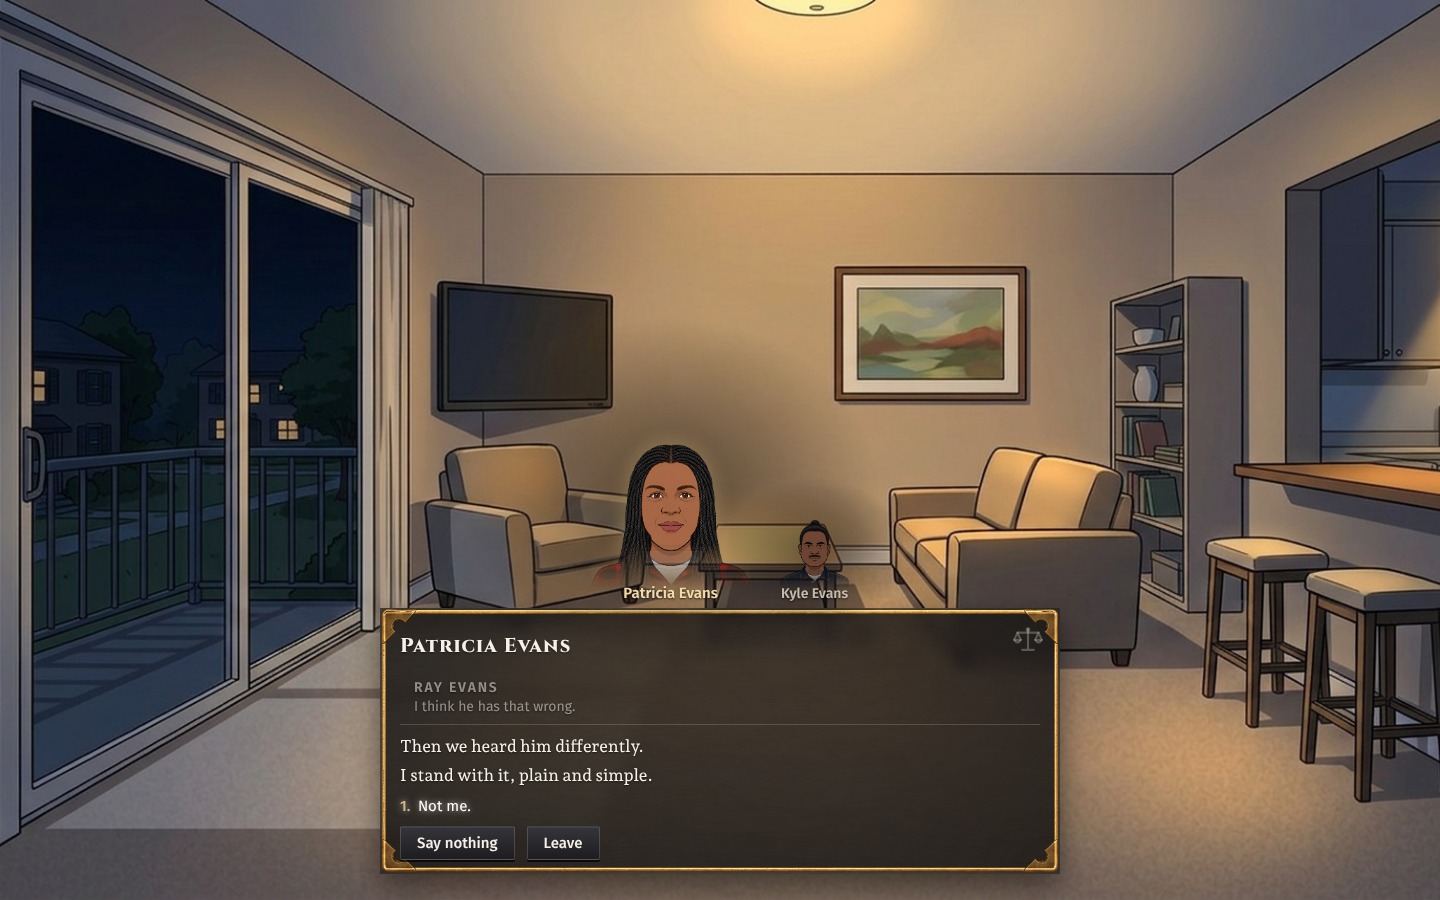 Patricia Evans
Kyle Evans
Patricia Evans
RAY EVANS
I think he has that wrong.
Then we heard him differently.
I stand with it, plain and simple.
1. Not me.
Say nothing
Leave